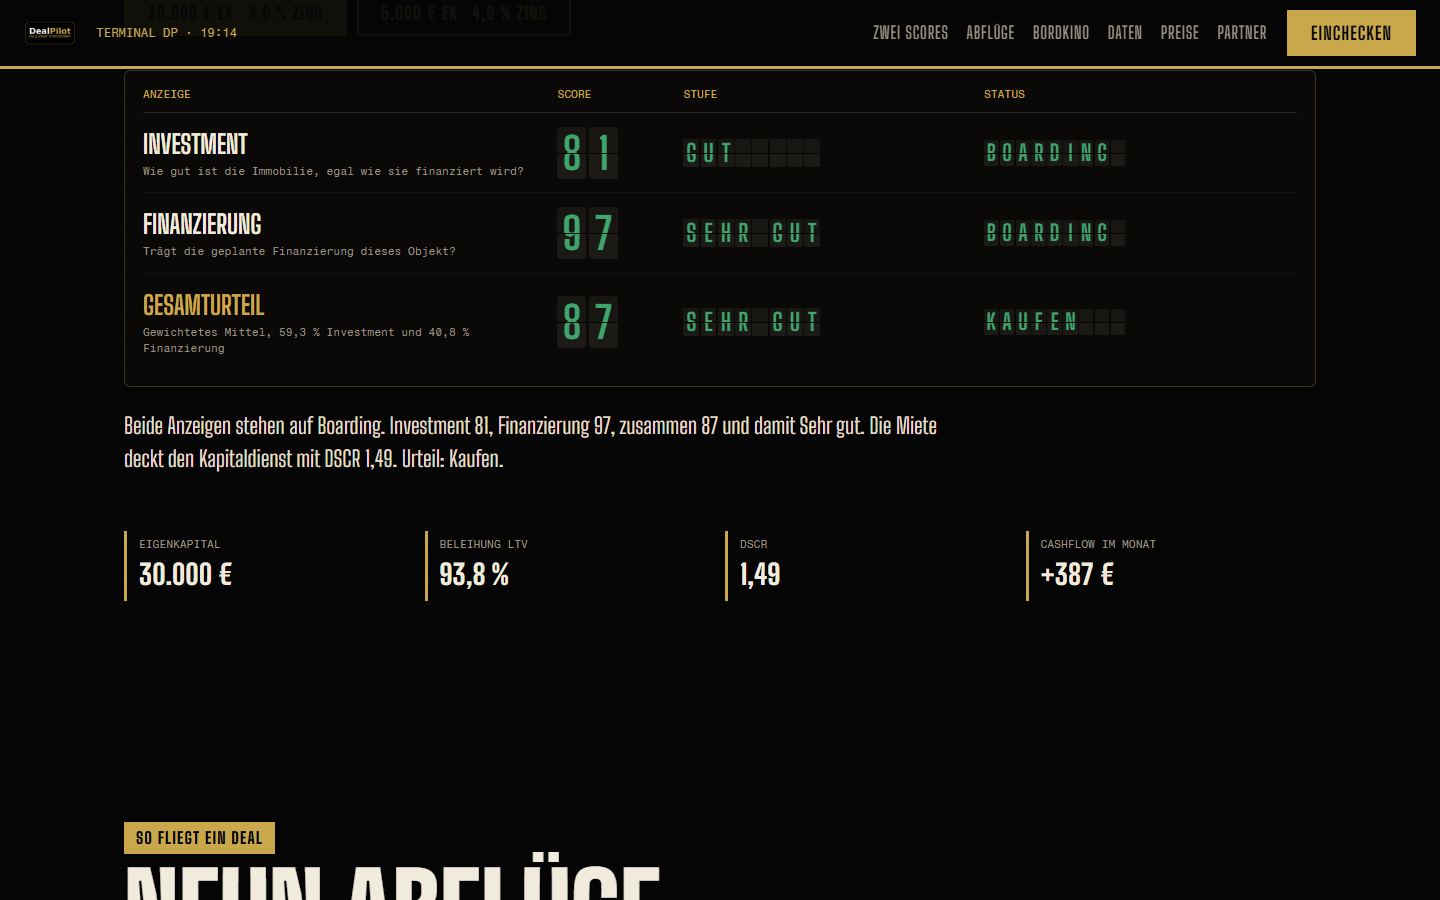 30.000 € EK · 3,6 % ZINS
5.000 € EK · 4,6 % ZINS
DealPilot
TERMINAL DP · 19:14
ZWEI SCORES
ABFLÜGE
BORDKINO
DATEN
PREISE
PARTNER
EINCHECKEN
ANZEIGE
SCORE
STUFE
STATUS
INVESTMENT
Wie gut ist die Immobilie, egal wie sie finanziert wird?
81
GUT
BOARDING
FINANZIERUNG
Trägt die geplante Finanzierung dieses Objekt?
97
SEHR GUT
BOARDING
GESAMTURTEIL
Gewichtetes Mittel, 59,3 % Investment und 40,8 %
Finanzierung
87
SEHR GUT
KAUFEN
Beide Anzeigen stehen auf Boarding. Investment 81, Finanzierung 97, zusammen 87 und damit Sehr gut. Die Miete
deckt den Kapitaldienst mit DSCR 1,49. Urteil: Kaufen.
EIGENKAPITAL
30.000 €
BELEIHUNG LTV
93,8 %
DSCR
1,49
CASHFLOW IM MONAT
+387 €
SO FLIEGT EIN DEAL
NEUN ABFLÜGE